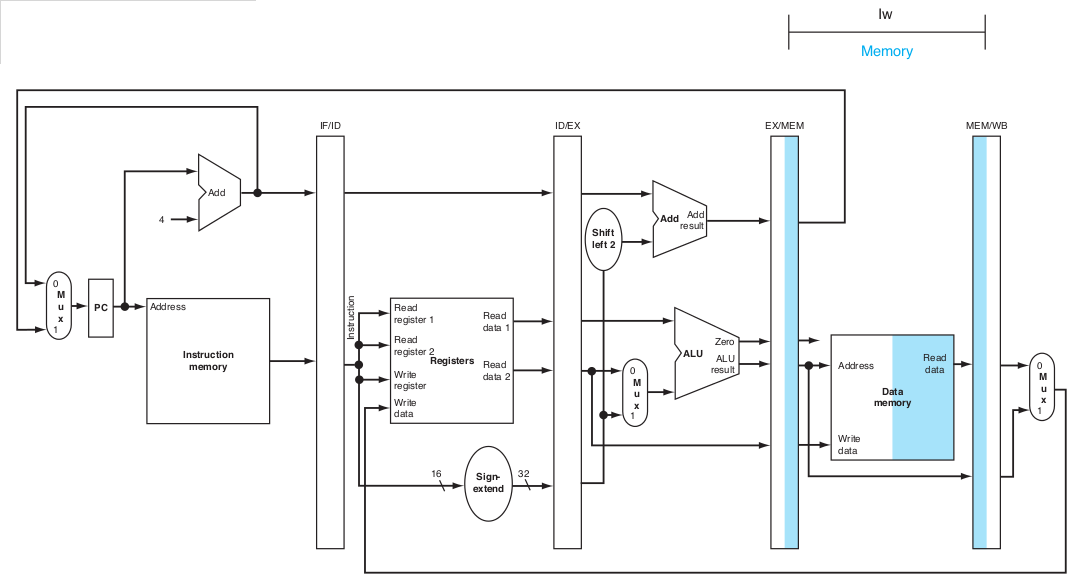 lw
Memory
IF/ID
ID/EX
EX/MEM
MEM/WB
Add
4
Shift
left 2
Add
Add
result
0
M
u
x
1
PC
Address
Instruction
memory
Instruction
Read
register 1
Read
register 2
Write
register
Write
data
Registers
Read
data 1
Read
data 2
16
Sign-
extend
32
0
M
u
x
1
ALU
Zero
ALU
result
Address
Write
data
Data
memory
Read
data
0
M
u
x
1